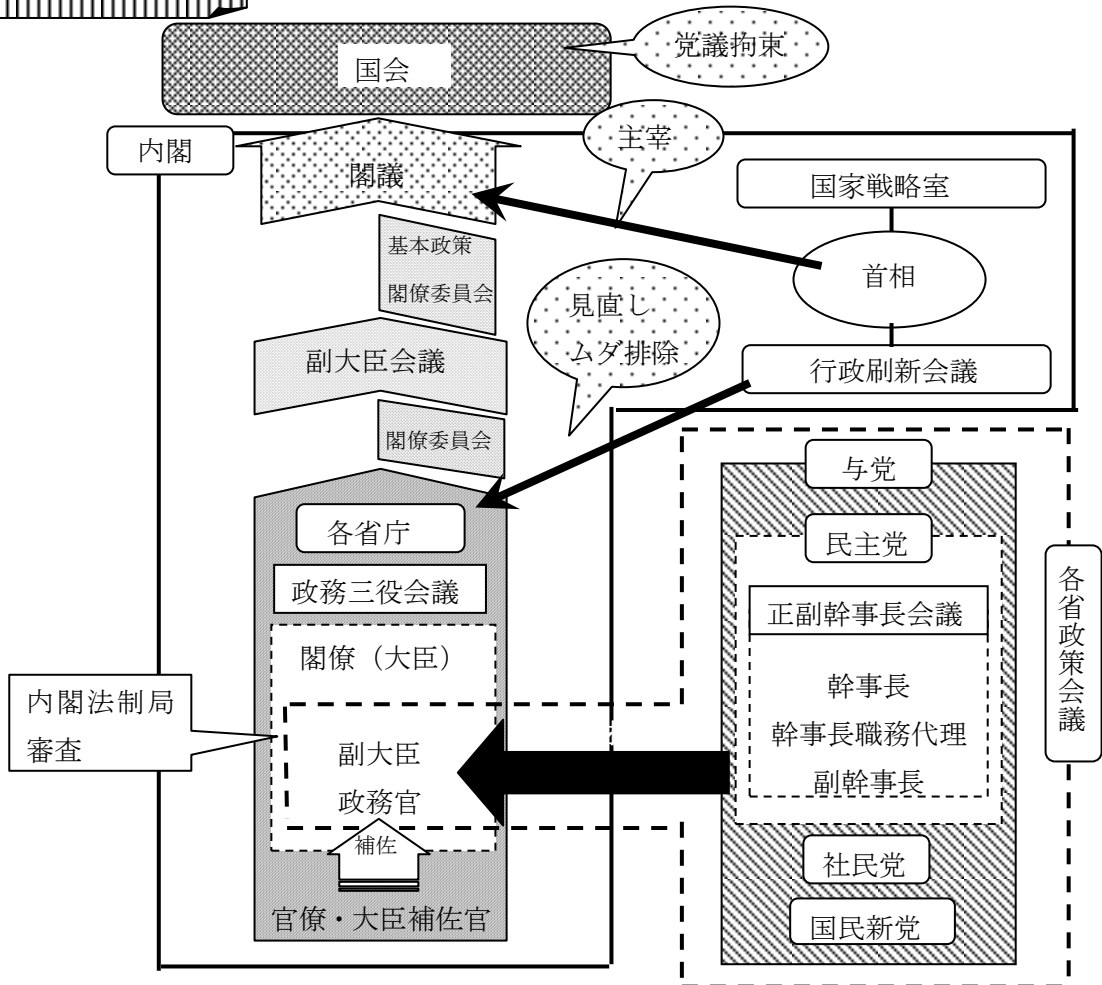 国会
党議拘束
内閣
閣議
主宰
国家戦略室
首相
行政刷新会議
基本政策
閣僚委員会
見直し
ムダ排除
副大臣会議
閣僚委員会
各省庁
政務三役会議
閣僚（大臣）
内閣法制局
審査
副大臣
政務官
補佐
官僚・大臣補佐官
与党
民主党
正副幹事長会議
幹事長
幹事長職務代理
副幹事長
社民党
国民新党
各省政策会議